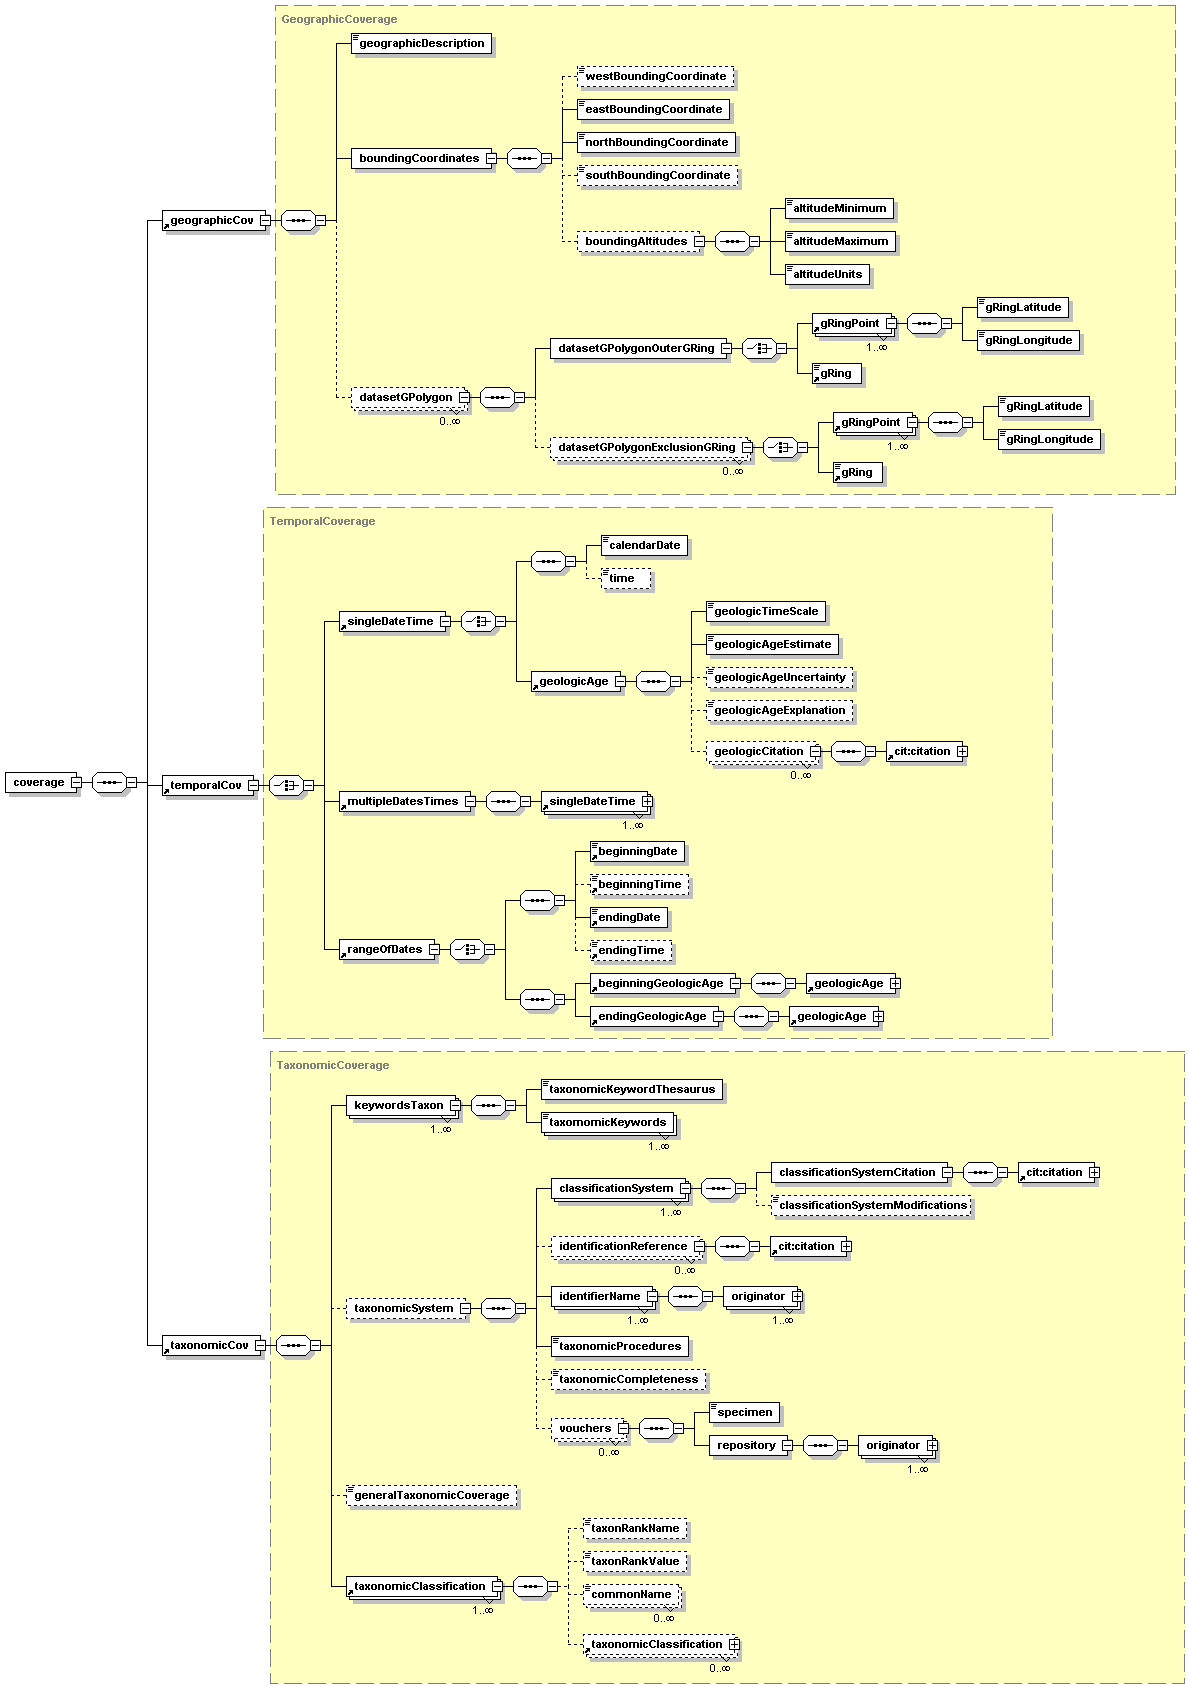 GeographicCoverage
geographicDescription
westBoundingCoordinate
eastBoundingCoordinate
boundingCoordinates
northBoundingCoordinate
southBoundingCoordinate
altitudeMinimum
geographicCov
boundingAltitudes
altitudeMaximum
altitudeUnits
gRingLatitude
gRingPoint
1..∞
gRingLongitude
datasetGPolygonOuterGRing
gRing
datasetGPolygon
0..∞
gRingLatitude
gRingPoint
1..∞
gRingLongitude
datasetGPolygonExclusionGRing
0..∞
gRing
TemporalCoverage
calendarDate
time
singleDateTime
geologicTimeScale
geologicAgeEstimate
geologicAge
geologicAgeUncertainty
geologicAgeExplanation
geologicCitation
0..∞
cit:citation
coverage
temporalCov
multipleDatesTimes
singleDateTime
1..∞
beginningDate
beginningTime
endingDate
endingTime
rangeOfDates
beginningGeologicAge
geologicAge
endingGeologicAge
geologicAge
TaxonomicCoverage
keywordsTaxon
1..∞
taxonomicKeywordThesaurus
taxomomicKeywords
1..∞
classificationSystem
1..∞
classificationSystemCitation
cit:citation
classificationSystemModifications
identificationReference
0..∞
cit:citation
taxonomicSystem
identifierName
1..∞
originator
1..∞
taxonomicCov
taxonomicProcedures
taxonomicCompleteness
vouchers
0..∞
specimen
repository
originator
1..∞
generalTaxonomicCoverage
taxonRankName
taxonRankValue
taxonomicClassification
1..∞
commonName
0..∞
taxonomicClassification
0..∞